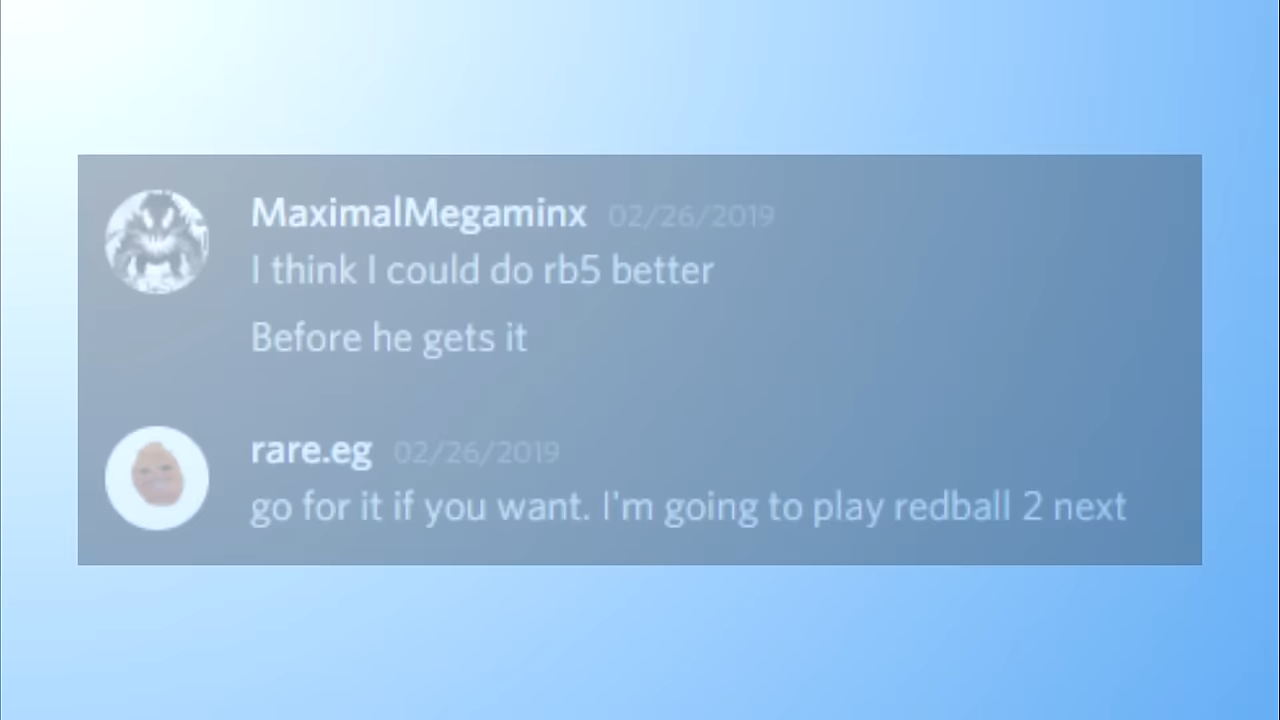 MaximalMegaminx 02/26/2019
I think I could do rb5 better
Before he gets it
rare.eg 02/26/2019
go for it if you want. I'm going to play redball 2 next